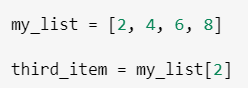 my_list = [2, 4, 6, 8]
third_item = my_list[2]